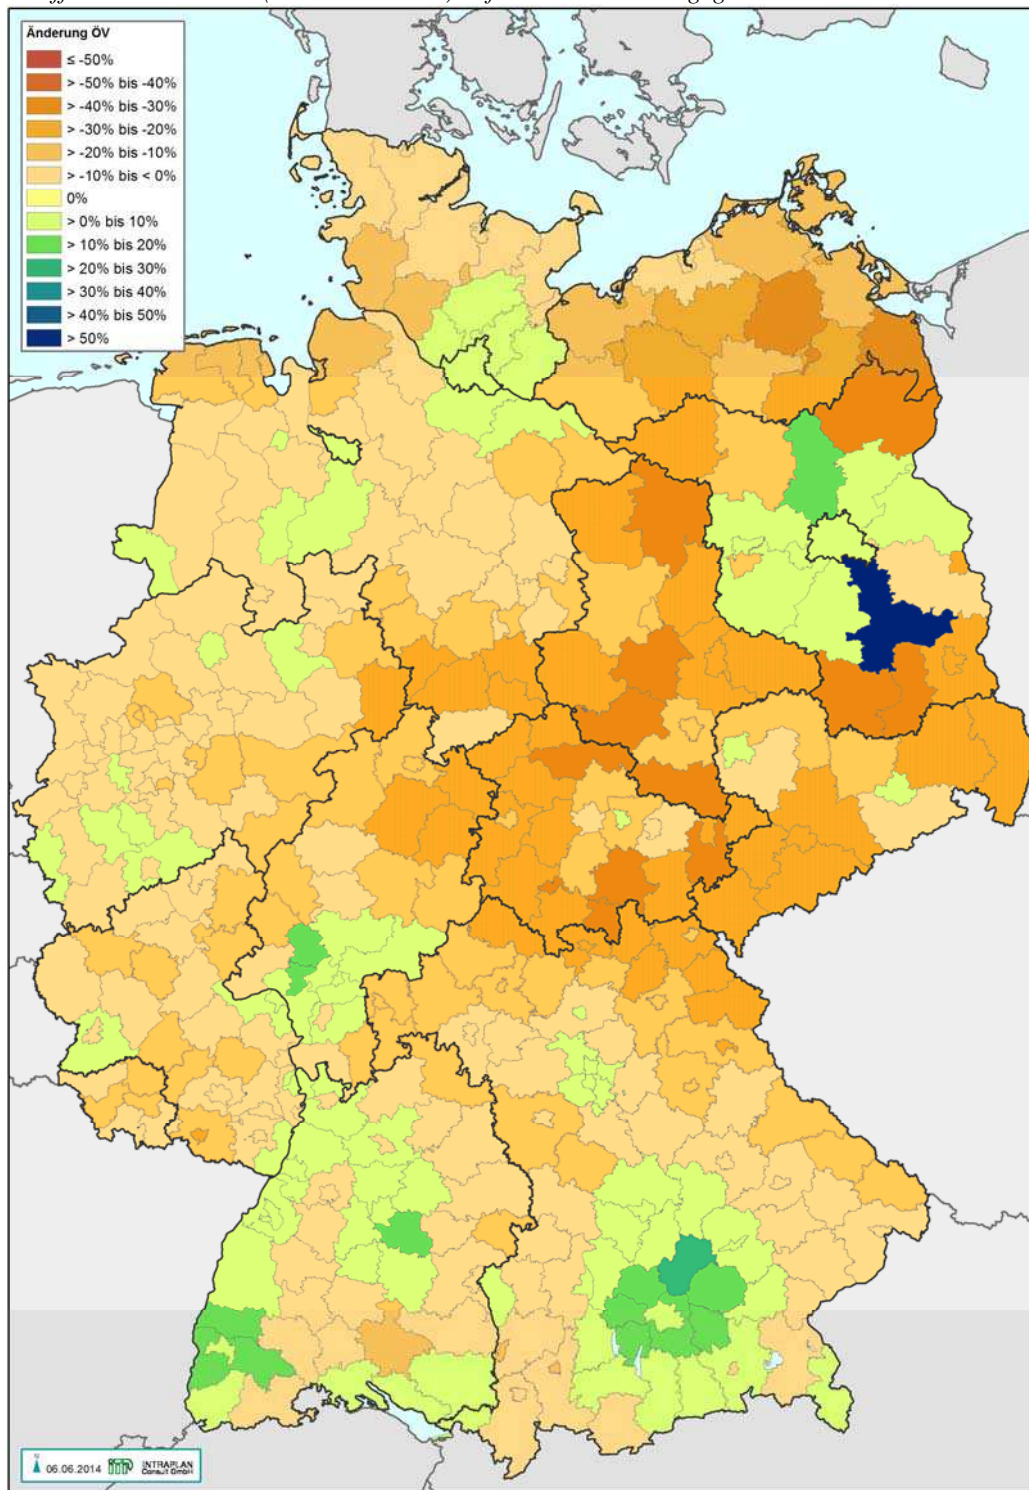 Änderung ÖV
≤ -50%
> -50% bis -40%
> -40% bis -30%
> -30% bis -20%
> -20% bis -10%
> -10% bis < 0%
0%
> 0% bis 10%
> 10% bis 20%
> 20% bis 30%
> 30% bis 40%
> 40% bis 50%
> 50%
N
06.06.2014 itp INTRAPLAN
Consult GmbH